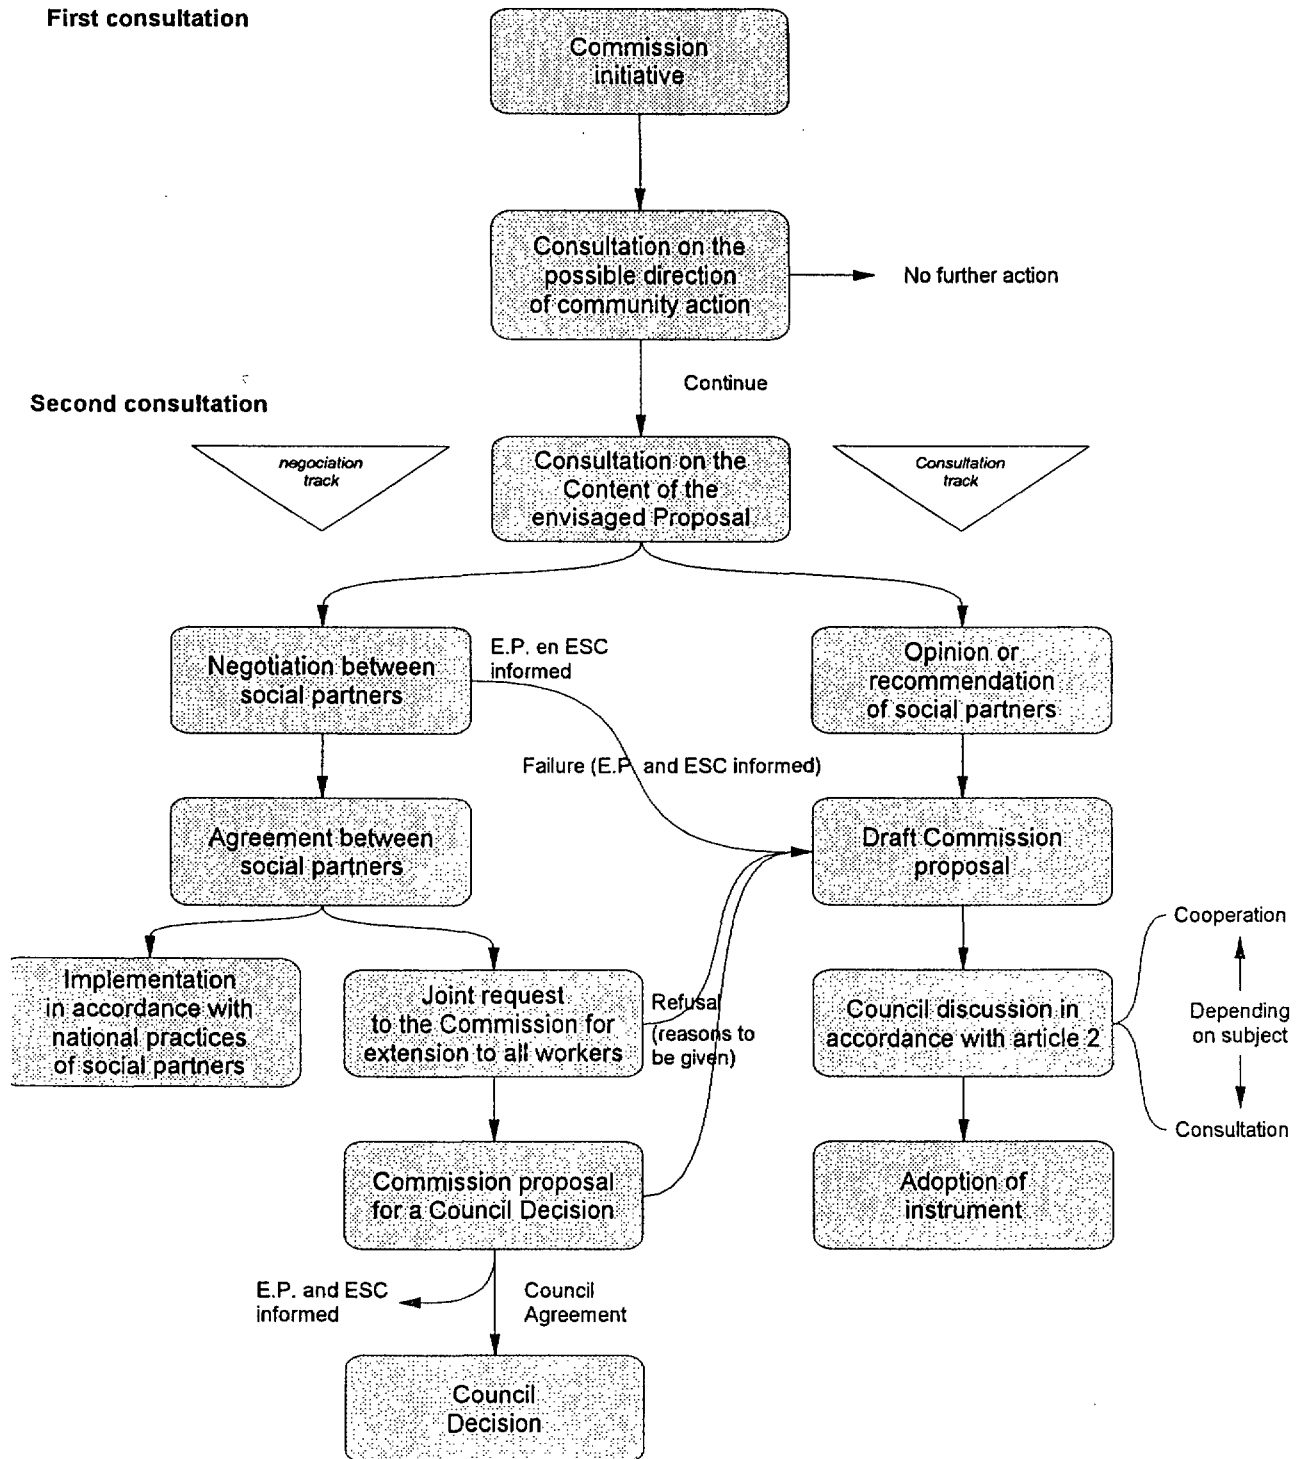 First consultation
Commission
initiative
Consultation on the
possible direction
of community action
No further action
Continue
Second consultation
negociation
track
Consultation on the
Content of the
envisaged Proposal
Consultation
track
Negotiation between
social partners
E.P. en ESC
informed
Opinion or
recommendation
of social partners
Failure (E.P. and ESC informed)
Agreement between
social partners
Draft Commission
proposal
Implementation
in accordance with
national practices
of social partners
Joint request
to the Commission for
extension to all workers
Refusal
(reasons to
be given)
Council discussion in
accordance with article 2
Cooperation
Depending
on subject
Consultation
Commission proposal
for a Council Decision
Adoption of
instrument
E.P. and ESC
informed
Council
Agreement
Council
Decision